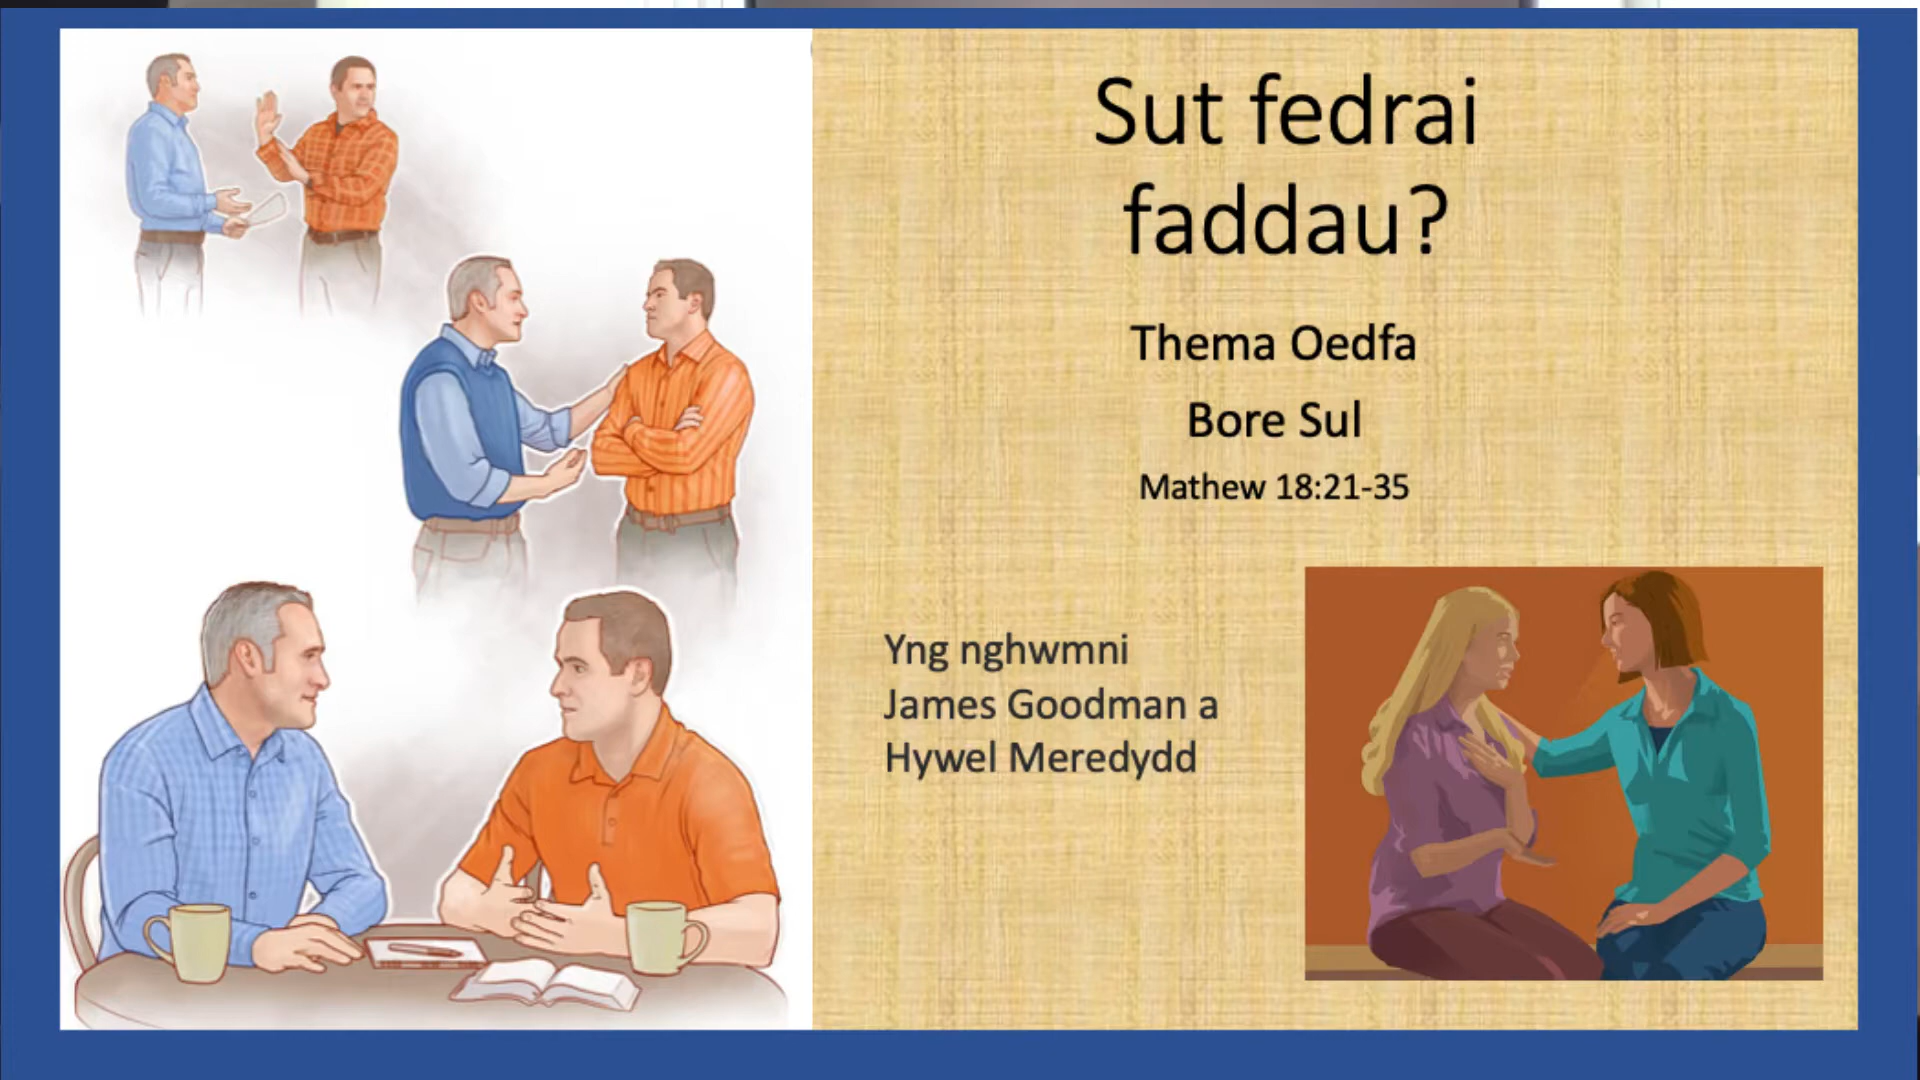 Sut fedrai
faddau?
Thema Oedfa
Bore Sul
Mathew 18:21-35
Yng nghwmni
James Goodman a
Hywel Meredydd